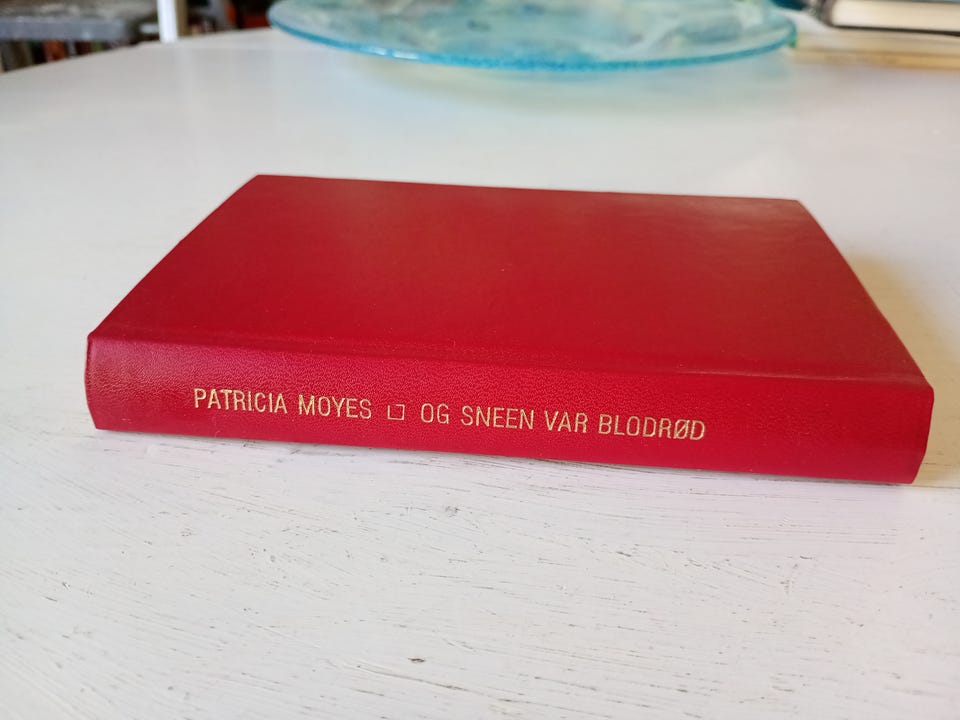 PATRICIA MOYES □ OG SNEEN VAR BLODRØD